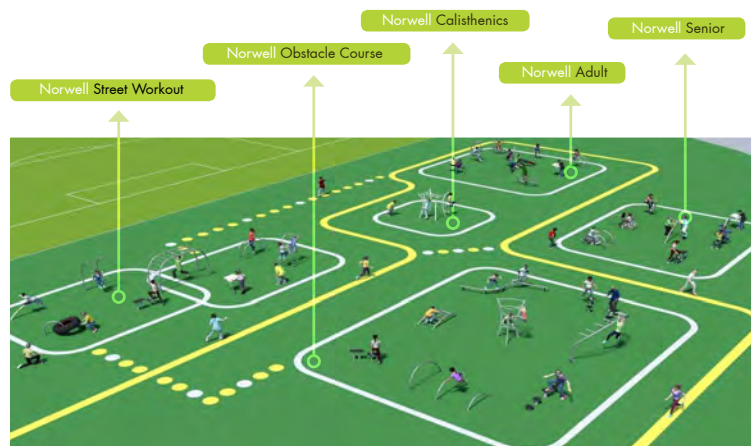 Norwell Calisthenics
Norwell Senior
Norwell Obstacle Course
Norwell Adult
Norwell Street Workout